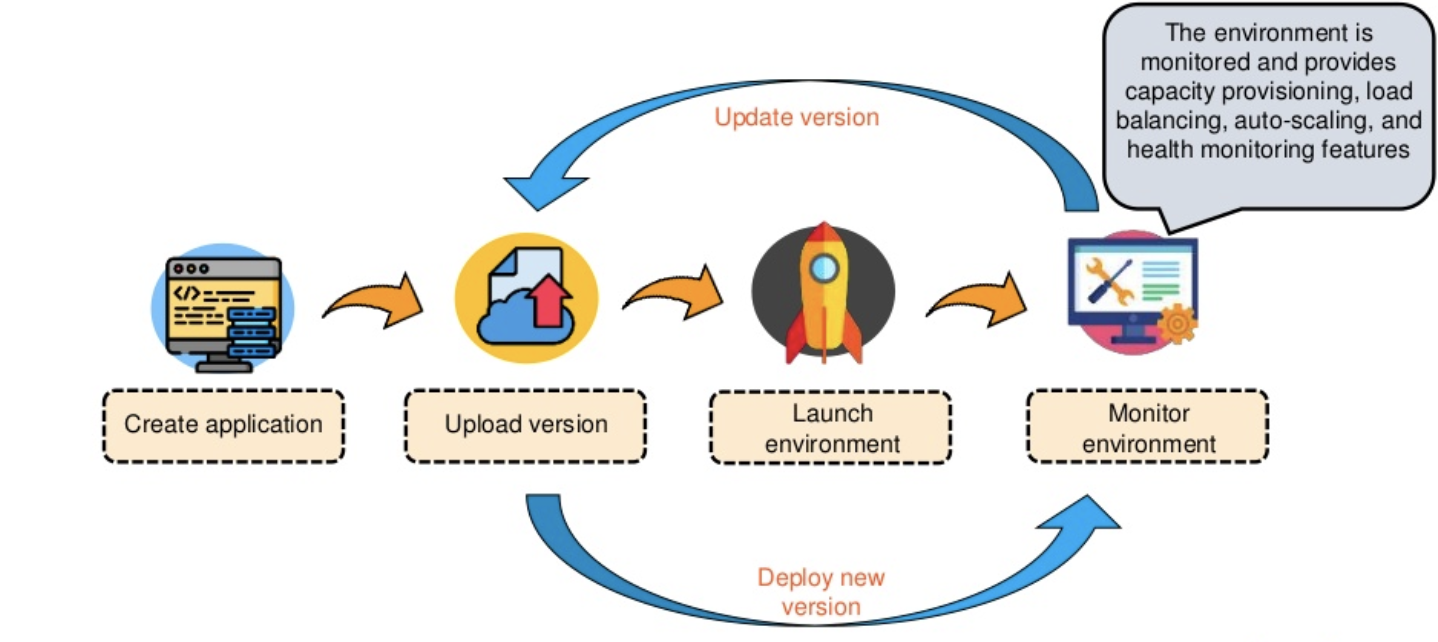 The environment is
monitored and provides
capacity provisioning, load
balancing, auto-scaling, and
health monitoring features
Update version
</>
Create application
Upload version
Launch
environment
Monitor
environment
Deploy new
version